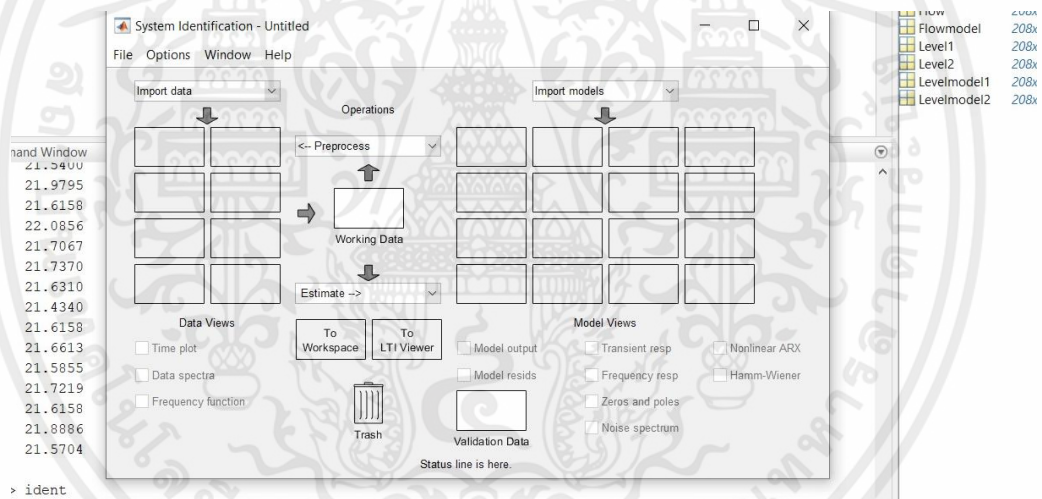 System Identification - Untitled
File Options Window Help
Import data
Operations
Import models
<-- Preprocess
Working Data
Estimate -->
Data Views
Time plot
Data spectra
Frequency function
To Workspace
To LTI Viewer
Trash
Model Views
Model output
Model resids
Transient resp
Frequency resp
Zeros and poles
Noise spectrum
Nonlinear ARX
Hamm-Wiener
Validation Data
Status line is here.
Flow
Flowmodel 208x
Level1 208x
Level2 208x
Levelmodel1 208x
Levelmodel2 208x
Window
21.5400
21.9795
21.6158
22.0856
21.7067
21.7370
21.6310
21.4340
21.6158
21.6613
21.5855
21.7219
21.6158
21.8886
21.5704
> ident